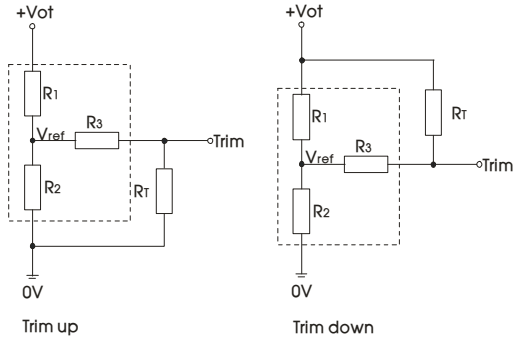 +Vot
R1
Vref
R3
Trim
R2
RT
0V
Trim up
+Vot
R1
RT
Vref
R3
Trim
R2
0V
Trim down